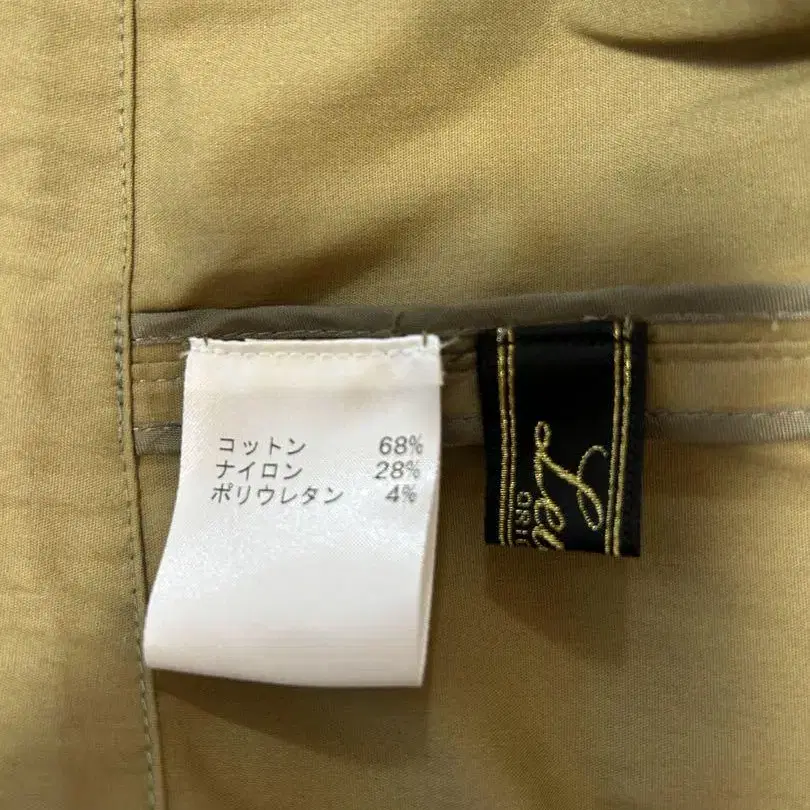 コットン 68%
ナイロン 28%
ポリウレタン 4%